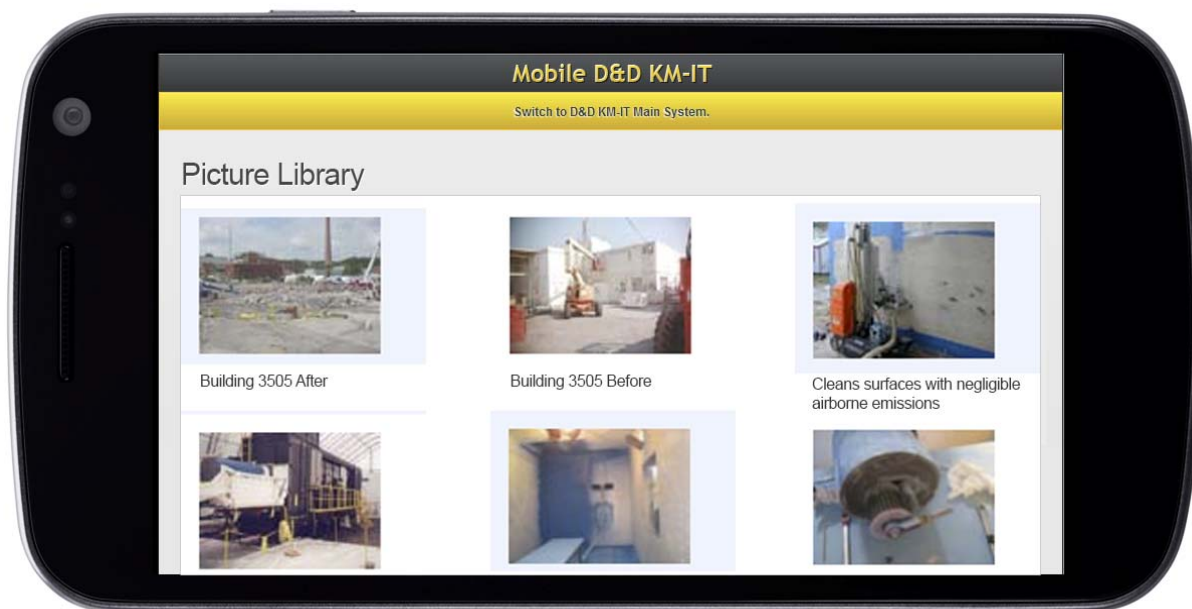 Mobile D&D KM-IT
Switch to D&D KM-IT Main System.
Picture Library
Building 3505 After
Building 3505 Before
Cleans surfaces with negligible
airborne emissions